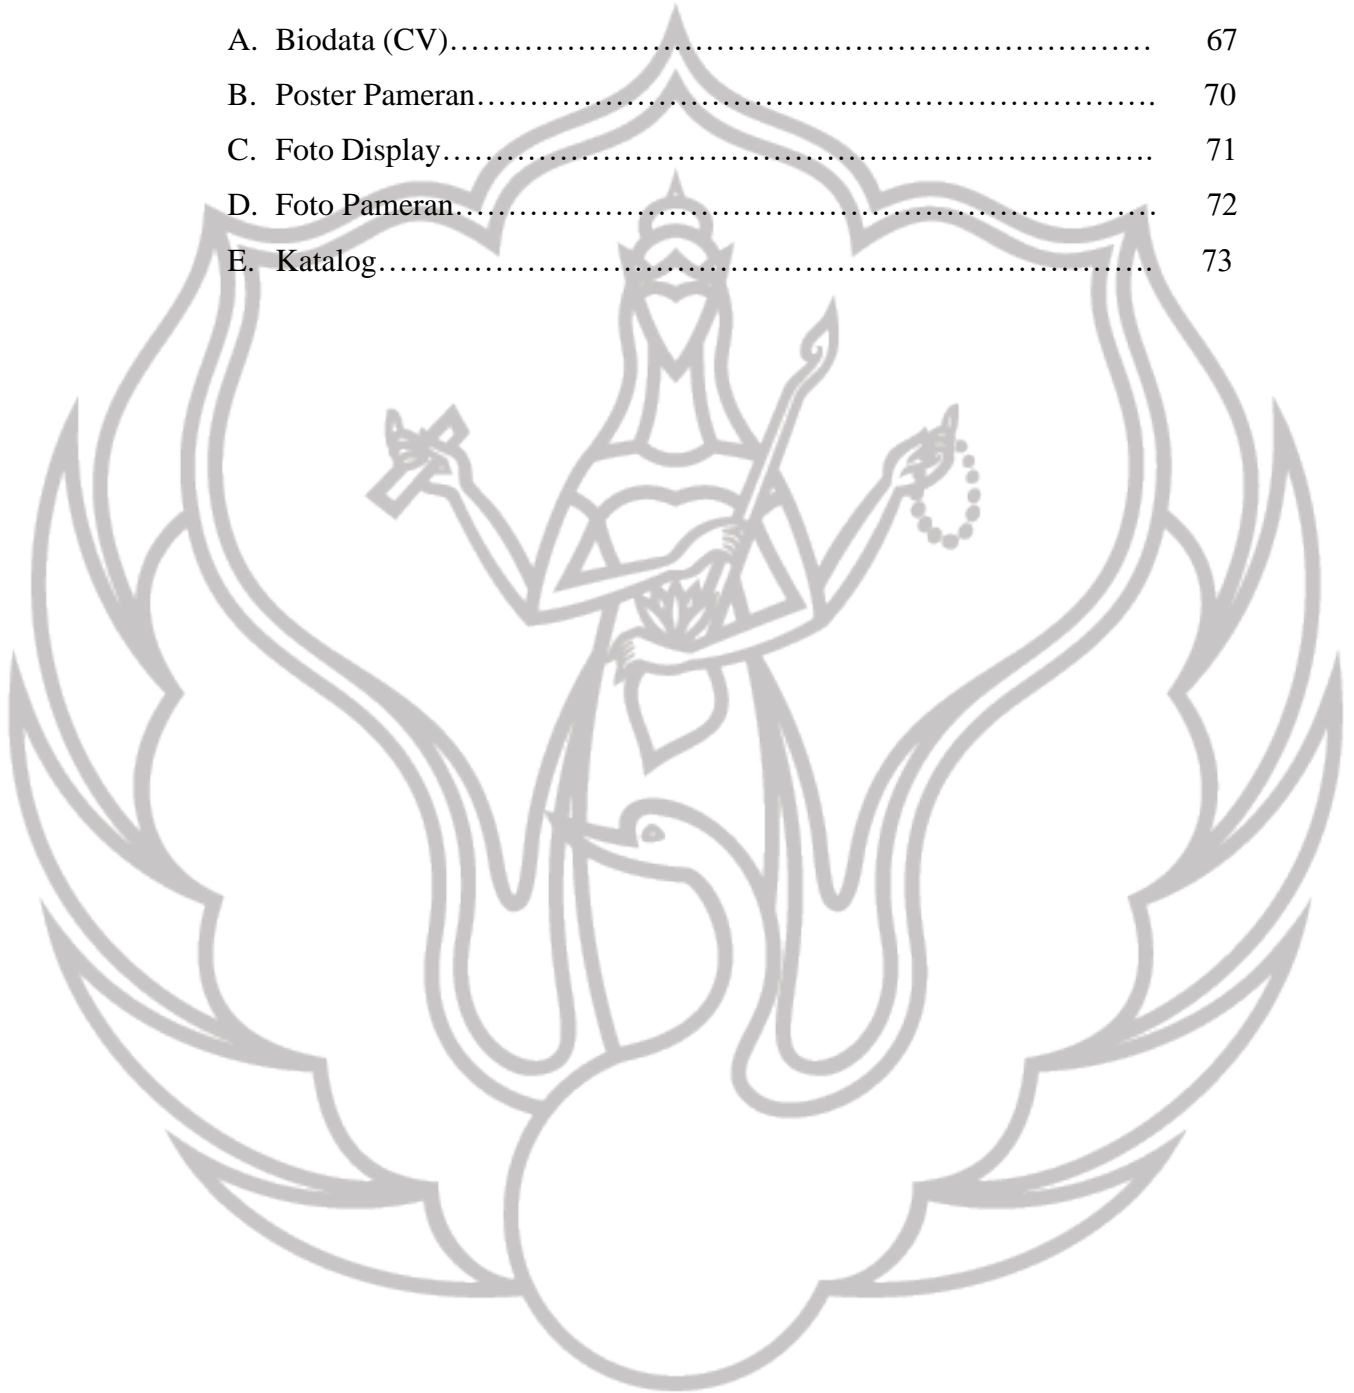 A. Biodata (CV)…………………………………………………………………… 67
B. Poster Pameran…………………………………………………………………. 70
C. Foto Display……………………………………………………………………. 71
D. Foto Pameran…………………………………………………………………… 72
E. Katalog…………………………………………………………………………. 73